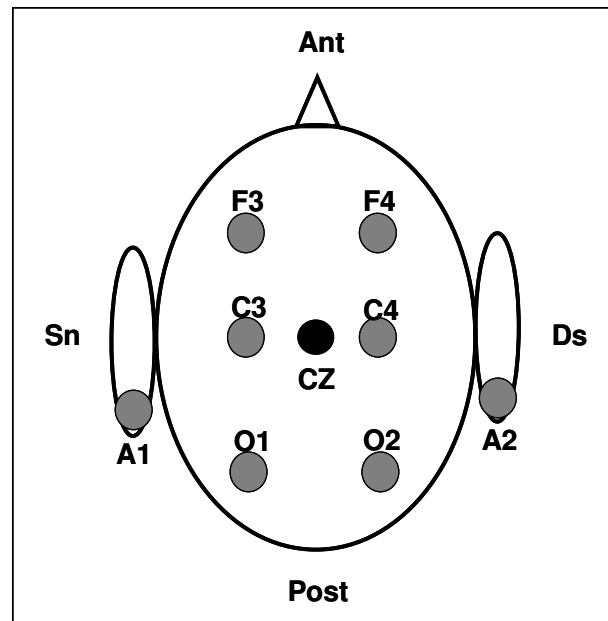 Ant
F3 F4
C3 C4
Sn Ds
CZ
O1 O2
A1 A2
Post